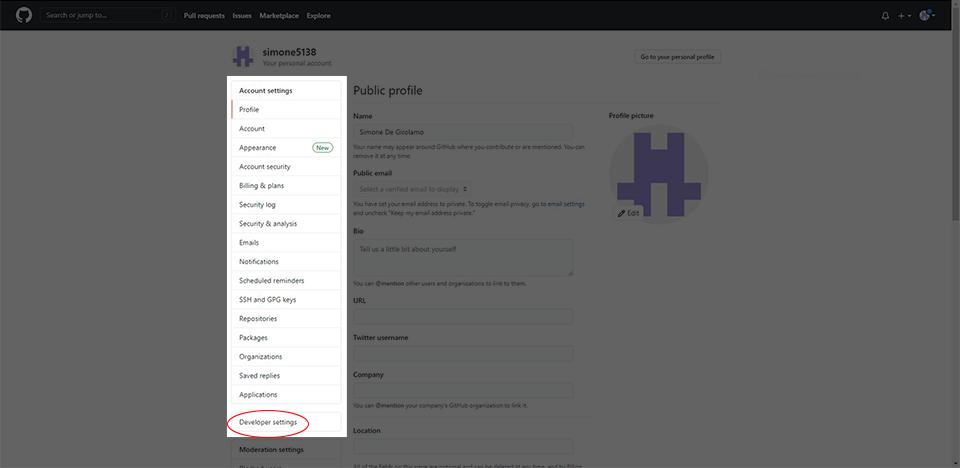 Search or jump to... /
Pull requests Issues Marketplace Explore
simone5138
Your personal account
Go to your personal profile
Account settings
Profile
Account
Appearance New
Account security
Billing & plans
Security log
Security & analysis
Emails
Notifications
Scheduled reminders
SSH and GPG keys
Repositories
Packages
Organizations
Saved replies
Applications
Developer settings
Moderation settings
Public profile
Name
Simone De Girolamo
Your name may appear around GitHub where you contribute or are mentioned. You can
remove it at any time.
Public email
Select a verified email to display
You have set your email address to private. To toggle email privacy, go to email settings
and uncheck "Keep my email address private."
Bio
Tell us a little bit about yourself
You can @mention other users and organizations to link to them.
URL
Twitter username
Company
You can @mention your company's GitHub organization to link it.
Location
All of the fields on this page are optional and can be deleted at any time, and by filling
Profile picture
Edit